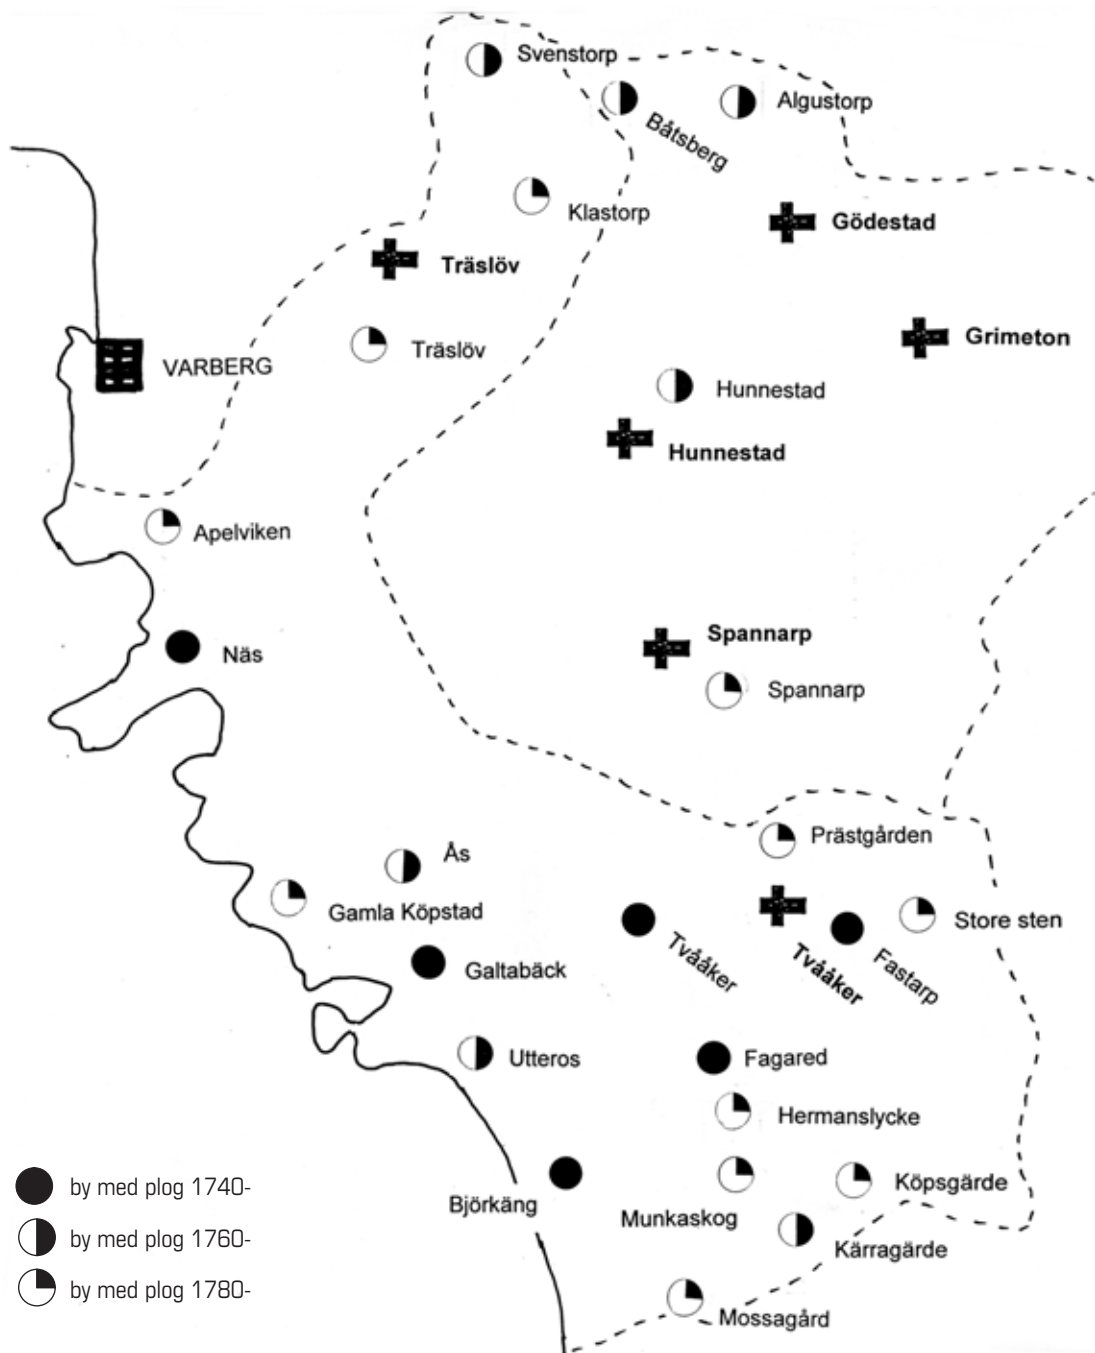 Svenstorp
Båtsberg
Algustorp
Klastorp
Gödestad
Träslöv
Grimeton
Träslöv
VARBERG
Hunnestad
Hunnestad
Apelviken
Spannarp
Näs
Spannarp
Prästgården
Ås
Gamla Köpstad
Store sten
Tvååker
Tvååker
Fastarp
Galtabäck
Utteros
Fagared
Hermanslycke
by med plog 1740-
Björkäng
Munkaskog
Köpsgärde
by med plog 1760-
Kärragärde
by med plog 1780-
Mossagård